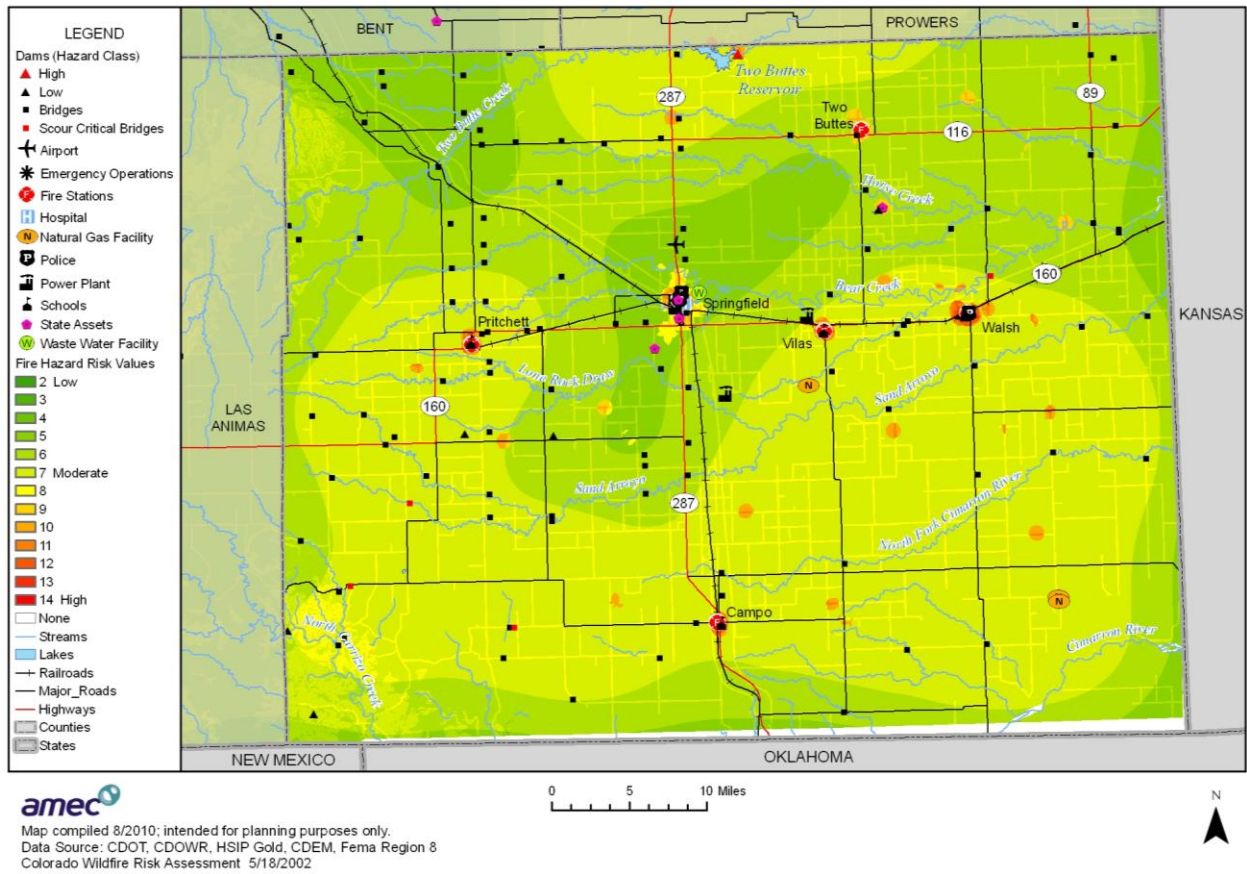 LEGEND
Dams (Hazard Class)
High
Low
Bridges
Scour Critical Bridges
Airport
Emergency Operations
F Fire Stations
H Hospital
N Natural Gas Facility
P Police
Power Plant
Schools
State Assets
W Waste Water Facility
Fire Hazard Risk Values
2 Low
3
4
5
6
7 Moderate
8
9
10
11
12
13
14 High
None
Streams
Lakes
Railroads
Major_Roads
Highways
Counties
States
BENT
PROWERS
Two Buttes
Reservoir
287
89
Two
Buttes
F
116
Two Butte Creek
Horse Creek
160
Bear Creek
W
Springfield
P
KANSAS
Pritchett
Vilas
Walsh
Lone Rock Draw
N
Sand Arroyo
LAS
ANIMAS
160
Sand Arroyo
287
North Fork Cimarron River
N
Campo
F
North Carrizo Creek
Cimarron River
NEW MEXICO
OKLAHOMA
amec
0 5 10 Miles
N
Map compiled 8/2010; intended for planning purposes only.
Data Source: CDOT, CDOWR, HSIP Gold, CDEM, Fema Region 8
Colorado Wildfire Risk Assessment 5/18/2002